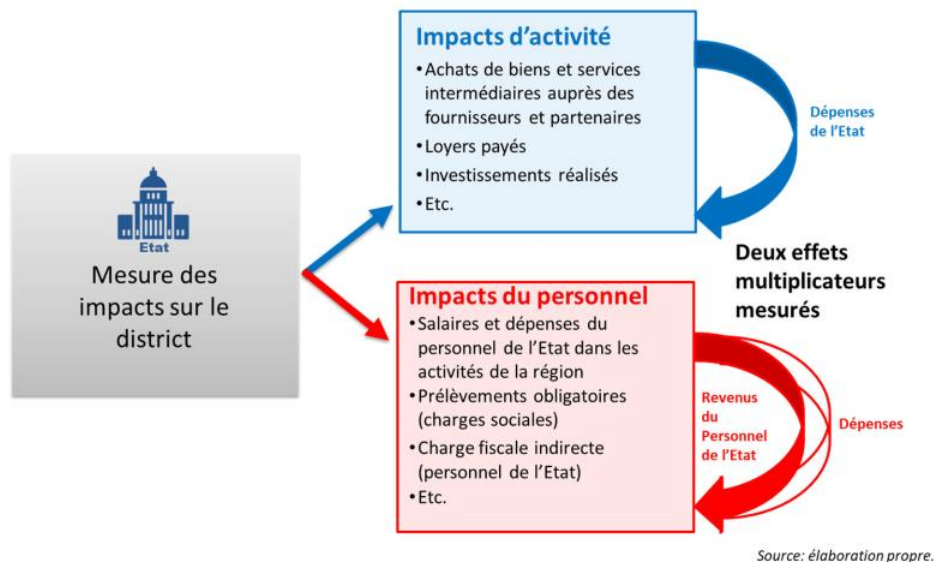 Etat
Mesure des
impacts sur le
district
Impacts d’activité
•Achats de biens et services
intermédiaires auprès des
fournisseurs et partenaires
•Loyers payés
•Investissements réalisés
•Etc.
Dépenses
de l’Etat
Deux effets
multiplicateurs
mesurés
Impacts du personnel
•Salaires et dépenses du
personnel de l’Etat dans les
activités de la région
•Prélèvements obligatoires
(charges sociales)
•Charge fiscale indirecte
(personnel de l’Etat)
•Etc.
Revenus
du
Personnel
de l’Etat
Dépenses
Source: élaboration propre.